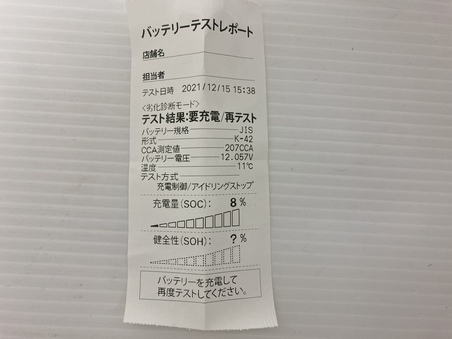 バッテリーテストレポート
店舗名
担当者
テスト日時 2021/12/15 15:38
〈劣化診断モード〉
テスト結果:要充電/再テスト
バッテリー規格 JIS
形式 K-42
CCA測定値 207CCA
バッテリー電圧 12.057V
温度 11℃
テスト方式
充電制御/アイドリングストップ
充電量(SOC): 8 %
健全性(SOH): ? %
バッテリーを充電して
再度テストしてください。